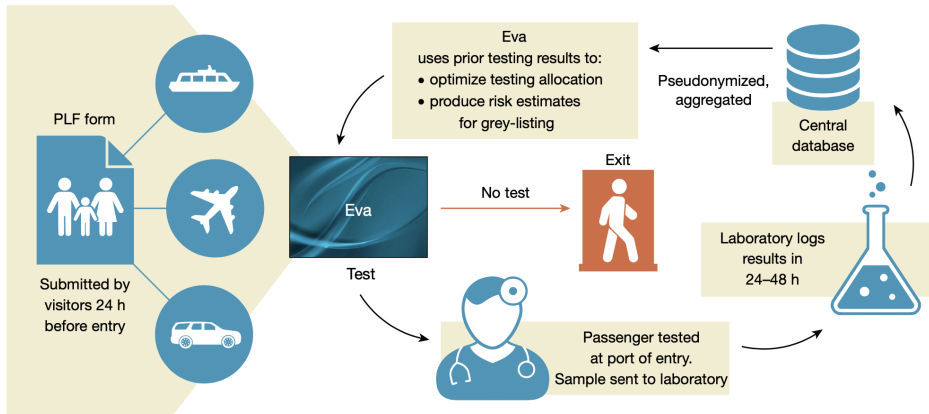 PLF form
Submitted by
visitors 24 h
before entry
Eva
uses prior testing results to:
• optimize testing allocation
• produce risk estimates
for grey-listing
Pseudonymized,
aggregated
Central
database
Eva
No test
Exit
Test
Laboratory logs
results in
24–48 h
Passenger tested
at port of entry.
Sample sent to laboratory